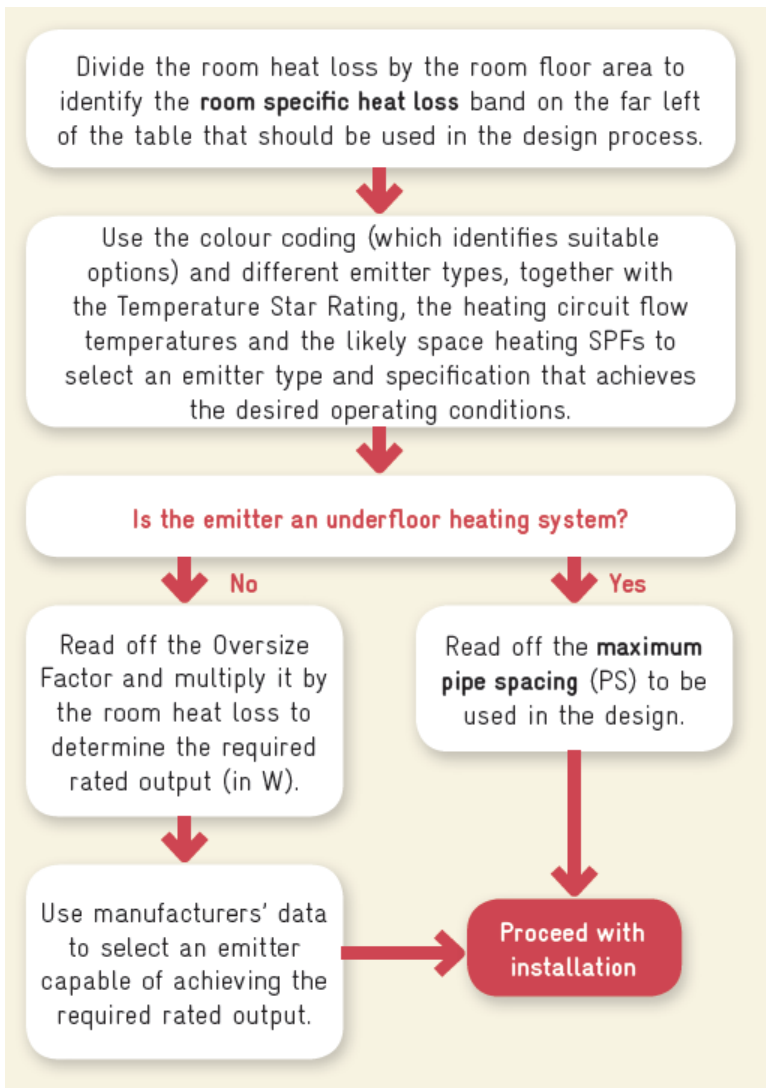 Divide the room heat loss by the room floor area to
identify the room specific heat loss band on the far left
of the table that should be used in the design process.
Use the colour coding (which identifies suitable
options) and different emitter types, together with
the Temperature Star Rating, the heating circuit flow
temperatures and the likely space heating SPFs to
select an emitter type and specification that achieves
the desired operating conditions.
Is the emitter an underfloor heating system?
No
Read off the Oversize
Factor and multiply it by
the room heat loss to
determine the required
rated output (in W).
Use manufacturers' data
to select an emitter
capable of achieving the
required rated output.
Yes
Read off the maximum
pipe spacing (PS) to be
used in the design.
Proceed with
installation